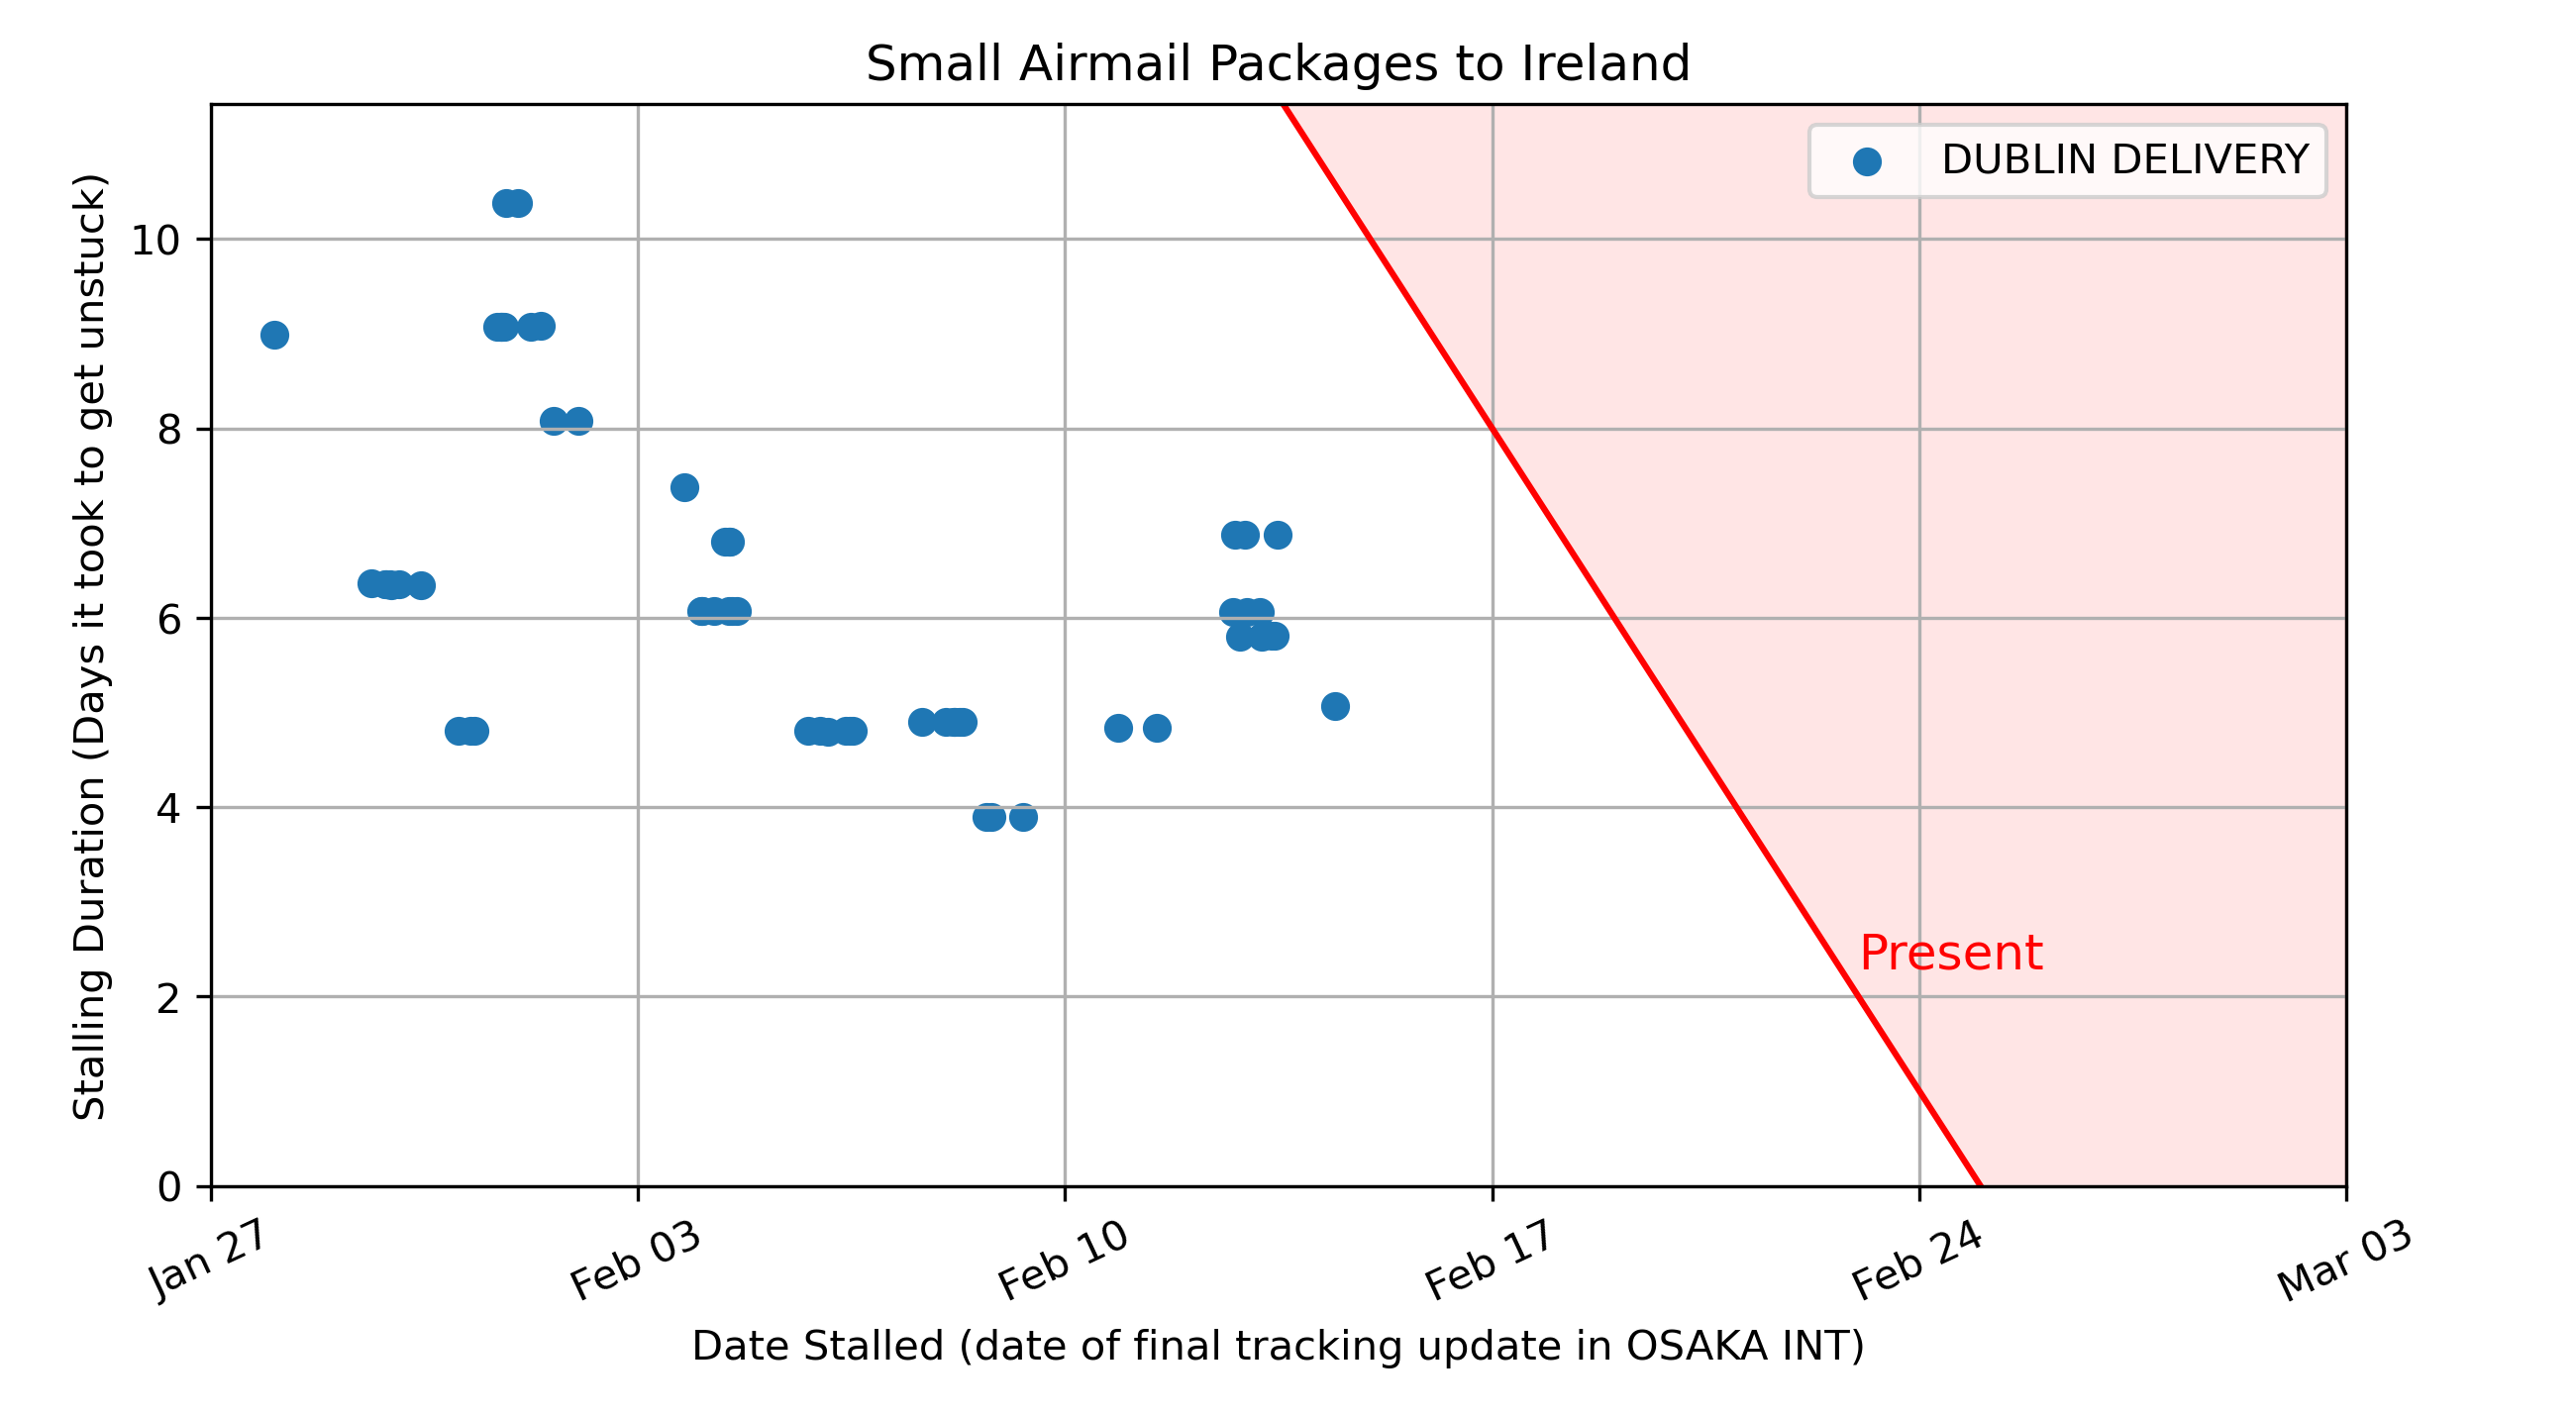 Small Airmail Packages to Ireland
DUBLIN DELIVERY
Stalling Duration (Days it took to get unstuck)
10
8
6
4
2
0
Present
Jan 27
Feb 03
Feb 10
Feb 17
Feb 24
Mar 03
Date Stalled (date of final tracking update in OSAKA INT)